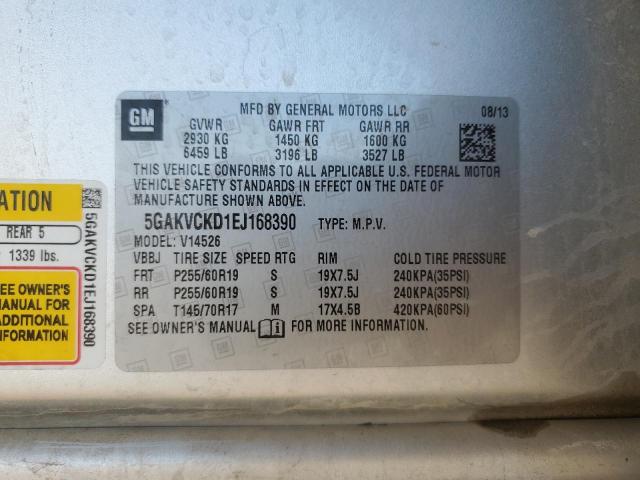 GM
MFD BY GENERAL MOTORS LLC 08/13
GVWR GAWR FRT GAWR RR
2930 KG 1450 KG 1600 KG
6459 LB 3196 LB 3527 LB
THIS VEHICLE CONFORMS TO ALL APPLICABLE U.S. FEDERAL MOTOR
VEHICLE SAFETY STANDARDS IN EFFECT ON THE DATE OF
MANUFACTURE SHOWN ABOVE.
5GAKVCKD1EJ168390 TYPE: M.P.V.
MODEL: V14526
VBBJ TIRE SIZE SPEED RTG RIM COLD TIRE PRESSURE
FRT P255/60R19 S 19X7.5J 240KPA(35PSI)
RR P255/60R19 S 19X7.5J 240KPA(35PSI)
SPA T145/70R17 M 17X4.5B 420KPA(60PSI)
SEE OWNER'S MANUAL FOR MORE INFORMATION.
ATION
REAR 5
1339 lbs.
SEE OWNER'S
MANUAL FOR
ADDITIONAL
INFORMATION
5GAKVCKD1EJ168390